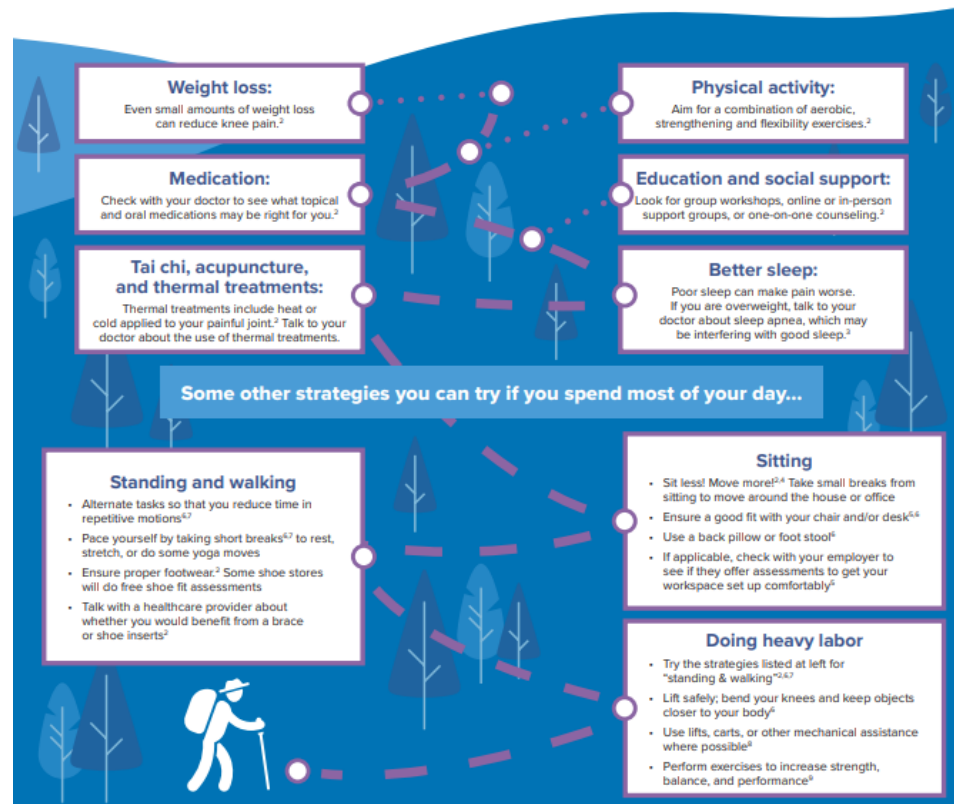 Weight loss:
Even small amounts of weight loss
can reduce knee pain.²
Physical activity:
Aim for a combination of aerobic,
strengthening and flexibility exercises.²
Medication:
Check with your doctor to see what topical
and oral medications may be right for you.²
Education and social support:
Look for group workshops, online or in-person
support groups, or one-on-one counseling.²
Tai chi, acupuncture,
and thermal treatments:
Thermal treatments include heat or
cold applied to your painful joint.² Talk to your
doctor about the use of thermal treatments.
Better sleep:
Poor sleep can make pain worse.
If you are overweight, talk to your
doctor about sleep apnea, which may
be interfering with good sleep.³
Some other strategies you can try if you spend most of your day...
Standing and walking
• Alternate tasks so that you reduce time in
repetitive motions⁶,⁷
• Pace yourself by taking short breaks⁶,⁷ to rest,
stretch, or do some yoga moves
• Ensure proper footwear.² Some shoe stores
will do free shoe fit assessments
• Talk with a healthcare provider about
whether you would benefit from a brace
or shoe inserts²
Sitting
• Sit less! Move more!²,⁴ Take small breaks from
sitting to move around the house or office
• Ensure a good fit with your chair and/or desk⁵,⁶
• Use a back pillow or foot stool⁶
• If applicable, check with your employer to
see if they offer assessments to get your
workspace set up comfortably⁵
Doing heavy labor
• Try the strategies listed at left for
“standing & walking”²,⁶,⁷
• Lift safely; bend your knees and keep objects
closer to your body⁶
• Use lifts, carts, or other mechanical assistance
where possible⁸
• Perform exercises to increase strength,
balance, and performance⁹